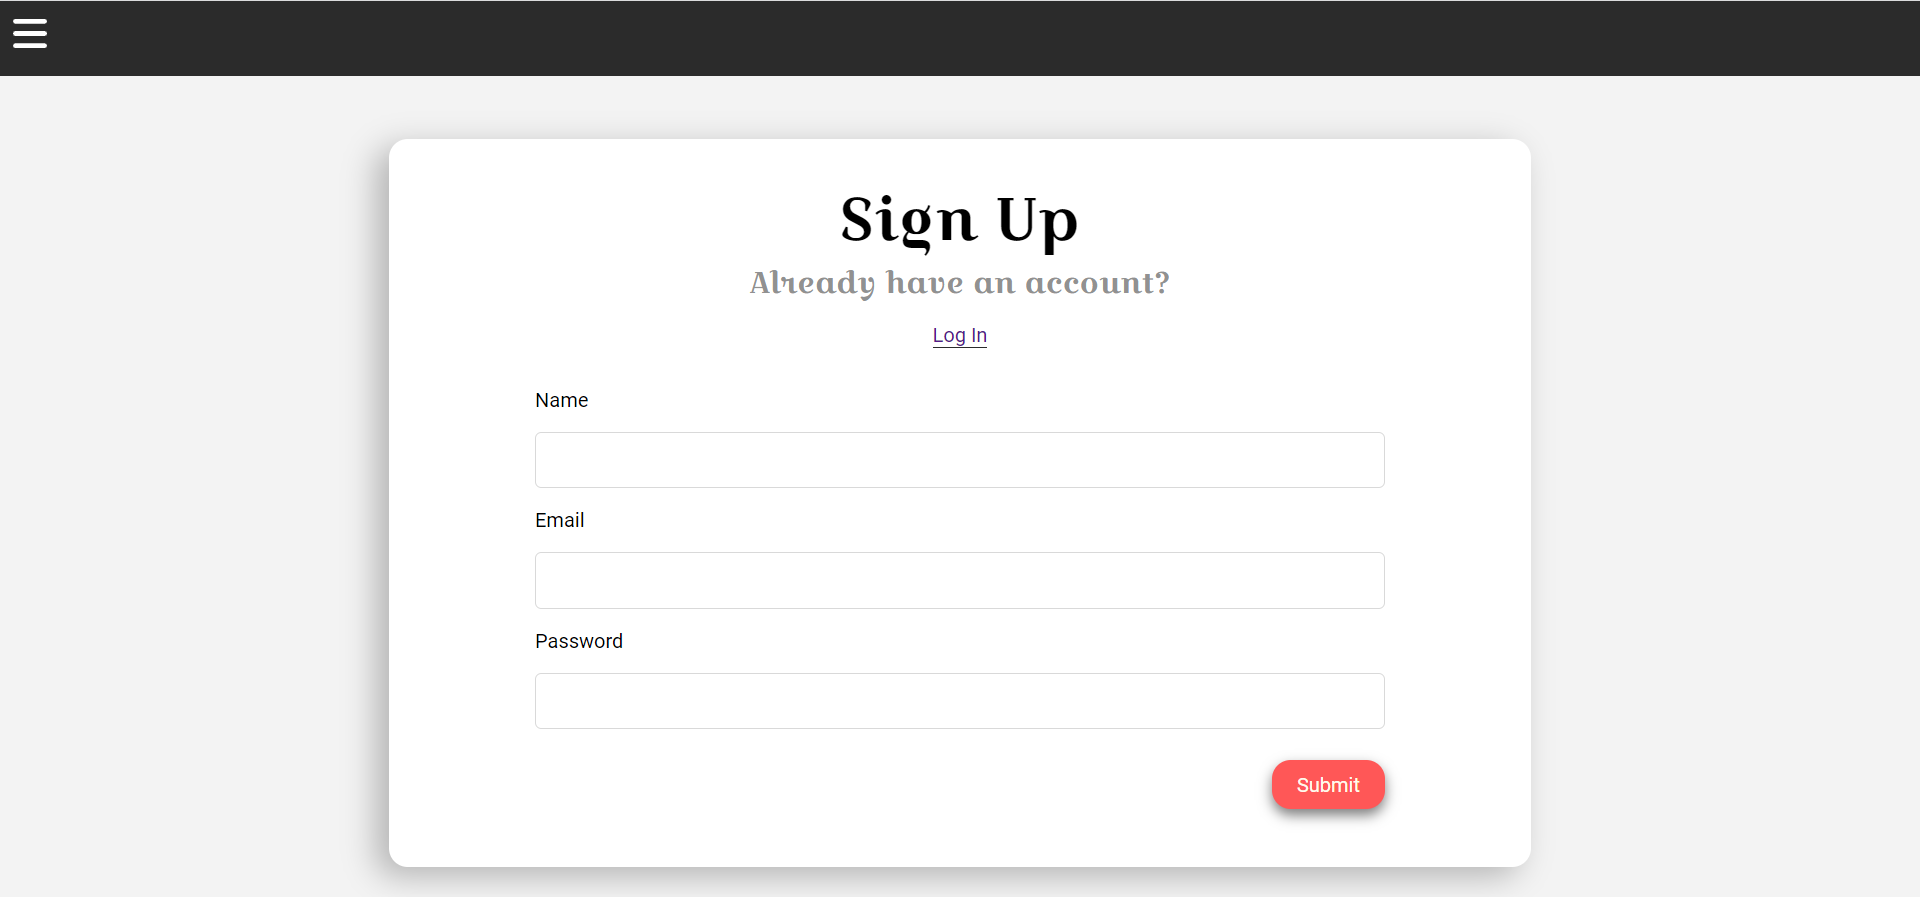 Sign Up
Already have an account?
Log In
Name
Email
Password
Submit